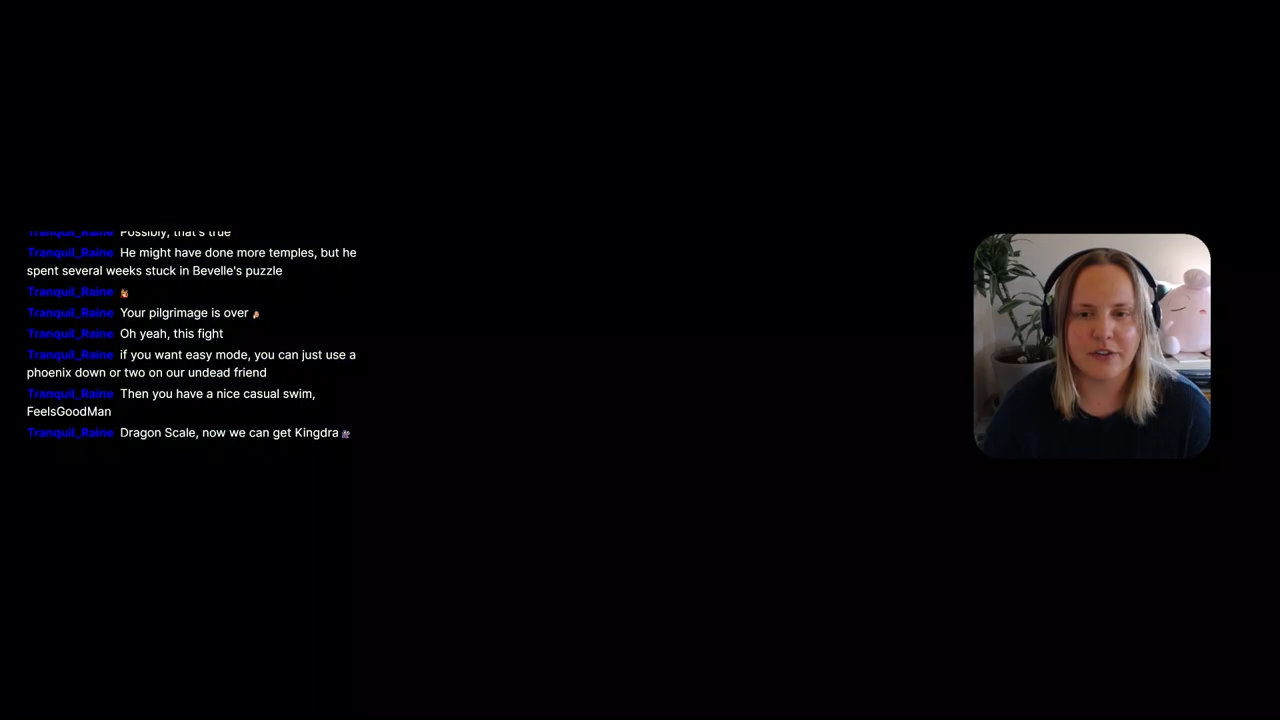 Tranquil_Raine Possibly, that's true
Tranquil_Raine He might have done more temples, but he
spent several weeks stuck in Bevelle's puzzle
Tranquil_Raine
Tranquil_Raine Your pilgrimage is over
Tranquil_Raine Oh yeah, this fight
Tranquil_Raine if you want easy mode, you can just use a
phoenix down or two on our undead friend
Tranquil_Raine Then you have a nice casual swim,
FeelsGoodMan
Tranquil_Raine Dragon Scale, now we can get Kingdra